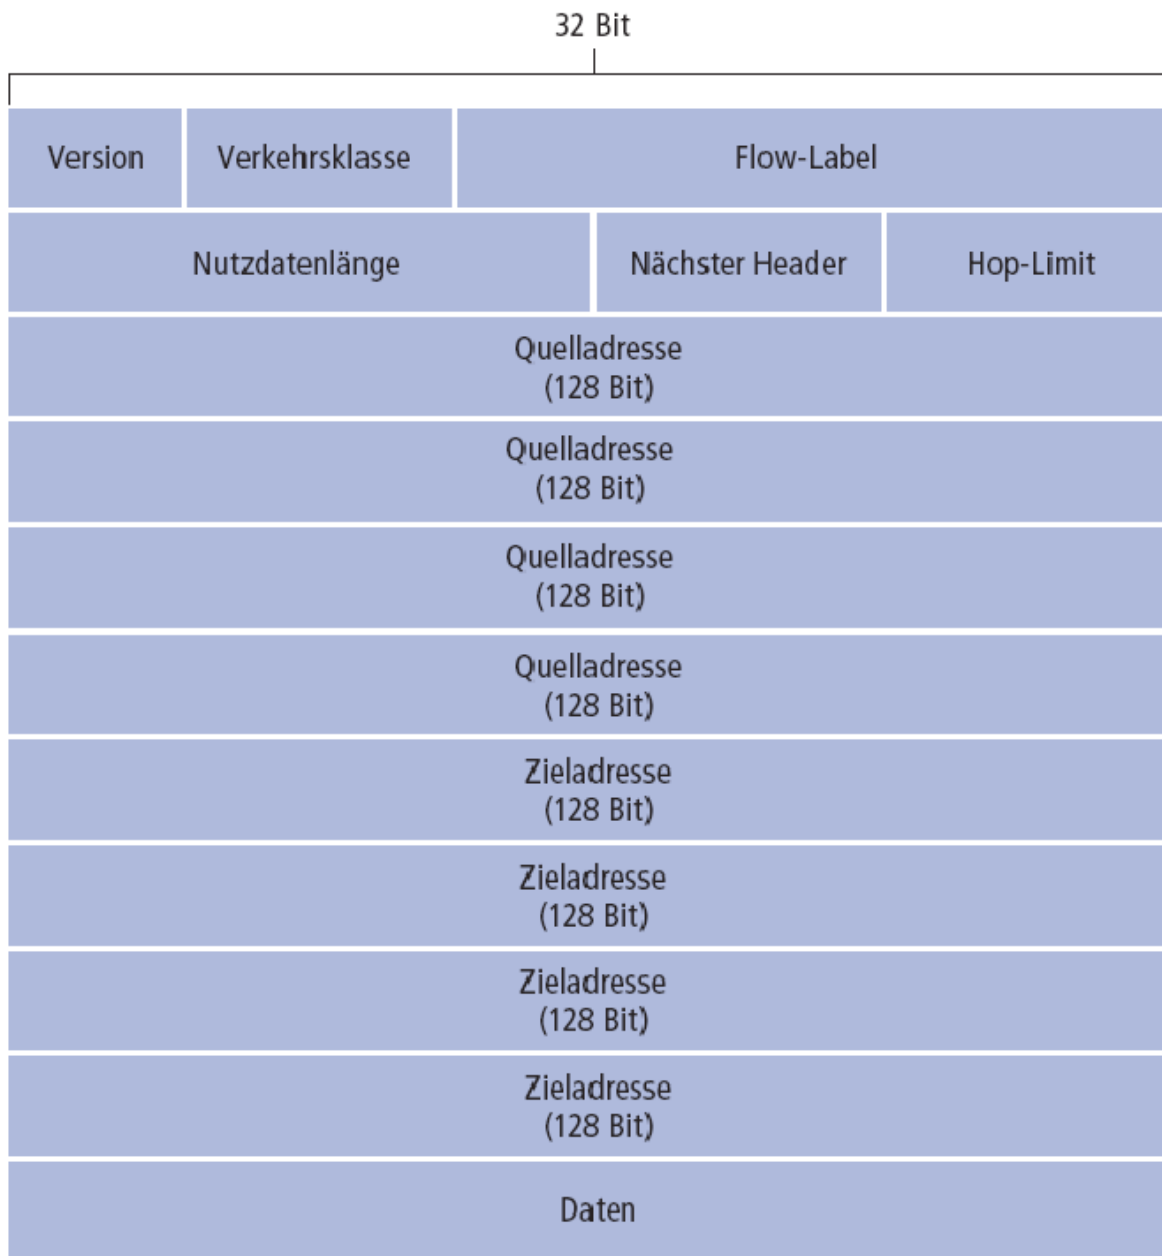 32 Bit
Version Verkehrsklasse Flow-Label
Nutzdatenlänge Nächster Header Hop-Limit
Quelladresse
(128 Bit)
Quelladresse
(128 Bit)
Quelladresse
(128 Bit)
Quelladresse
(128 Bit)
Zieladresse
(128 Bit)
Zieladresse
(128 Bit)
Zieladresse
(128 Bit)
Zieladresse
(128 Bit)
Daten